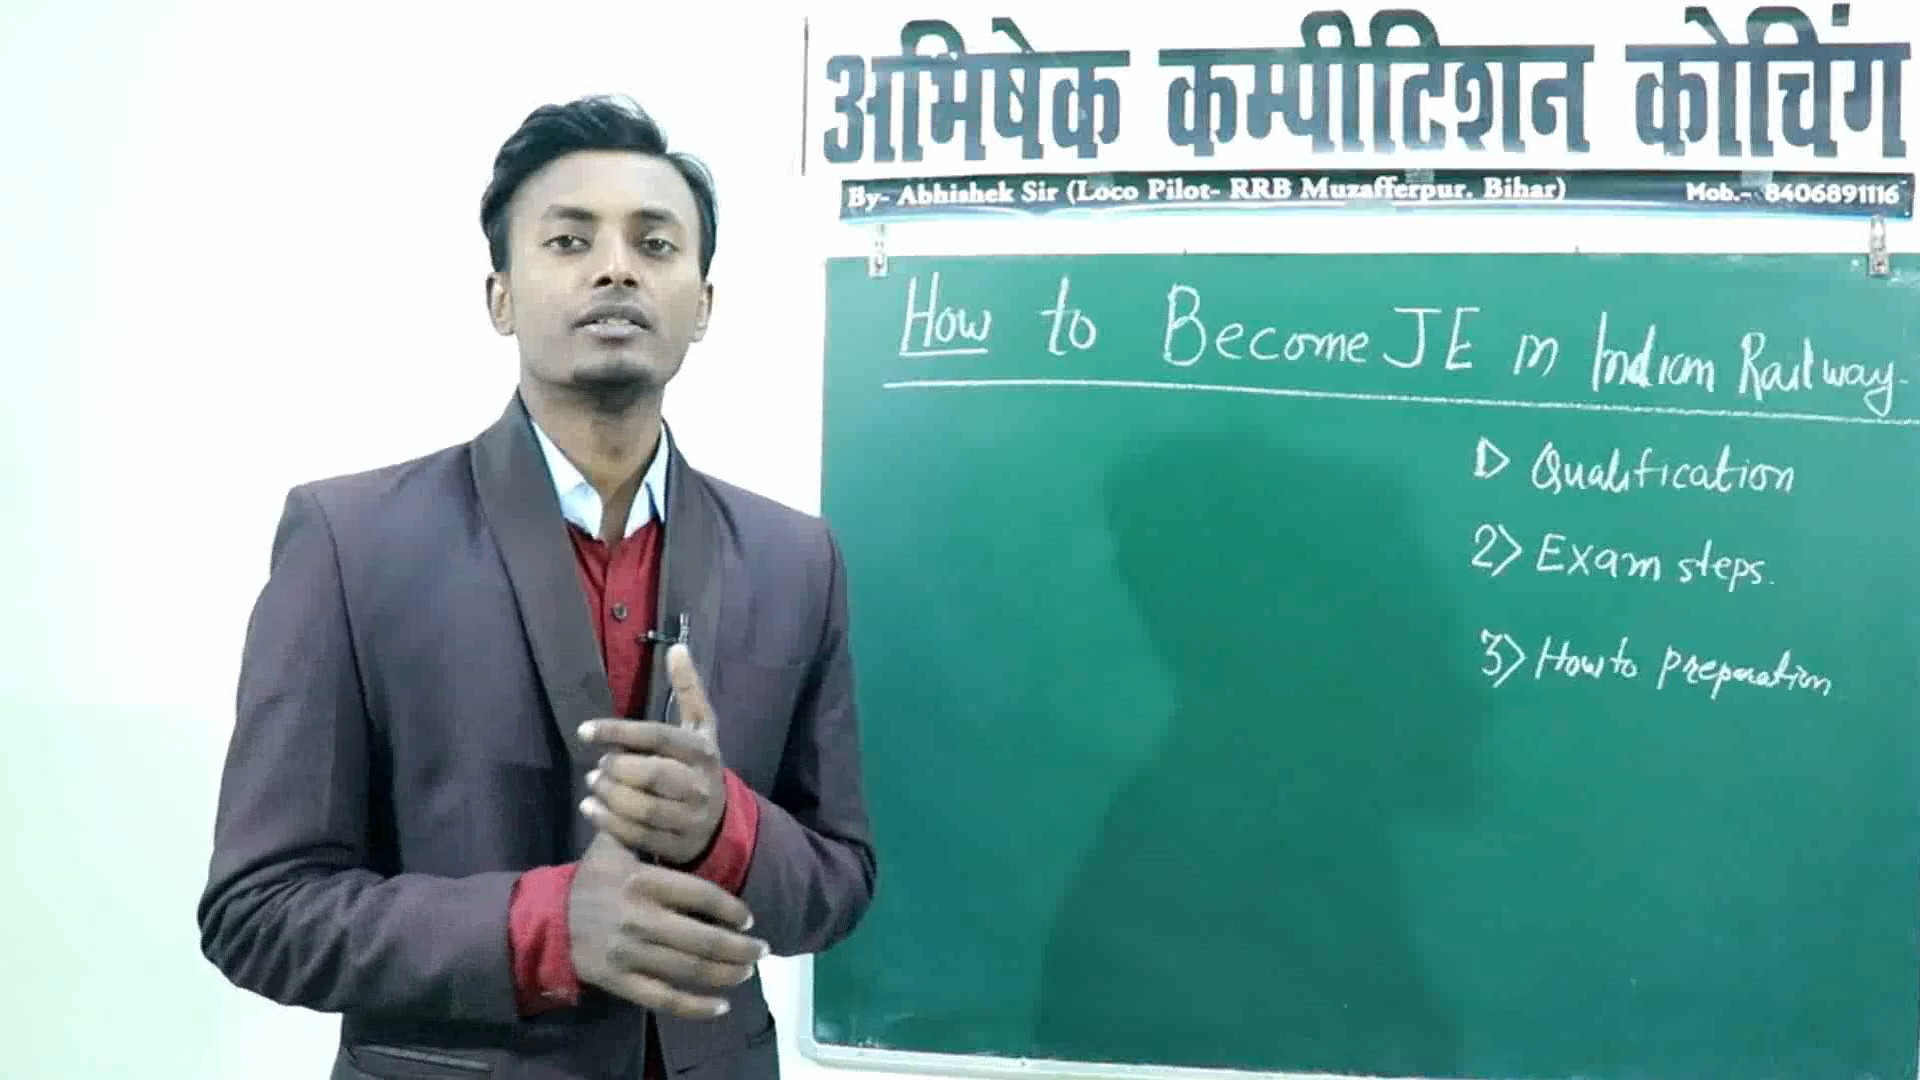 अभिषेक कम्पीटिशन कोचिंग
By- Abhishek Sir (Loco Pilot- RRB Muzafferpur. Bihar) Mob.- 8406891116
How to Become JE in Indian Railway.
1> Qualification
2> Exam steps.
3> How to preparation